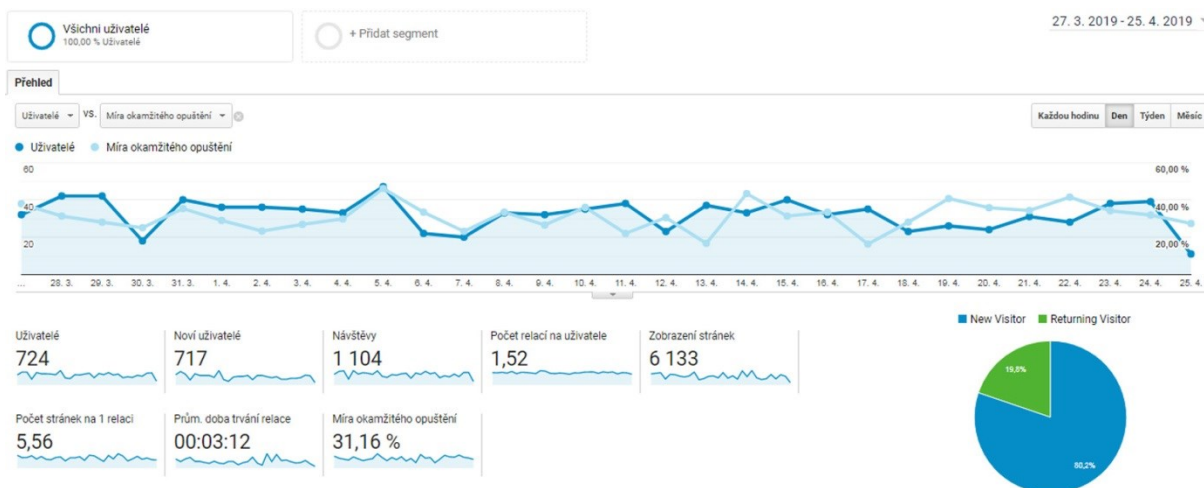 Všichni uživatelé
100,00 % Uživatelé
+ Přidat segment
27. 3. 2019 - 25. 4. 2019
Přehled
Uživatelé VS. Míra okamžitého opuštění
Každou hodinu Den Týden Měsíc
Uživatelé Míra okamžitého opuštění
60 60,00 %
40 40,00 %
20 20,00 %
... 28. 3. 29. 3. 30. 3. 31. 3. 1. 4. 2. 4. 3. 4. 4. 4. 5. 4. 6. 4. 7. 4. 8. 4. 9. 4. 10. 4. 11. 4. 12. 4. 13. 4. 14. 4. 15. 4. 16. 4. 17. 4. 18. 4. 19. 4. 20. 4. 21. 4. 22. 4. 23. 4. 24. 4. 25. 4.
Uživatelé
724
Noví uživatelé
717
Návštěvy
1 104
Počet relací na uživatele
1,52
Zobrazení stránek
6 133
Počet stránek na 1 relaci
5,56
Prům. doba trvání relace
00:03:12
Míra okamžitého opuštění
31,16 %
New Visitor Returning Visitor
19,8%
80,2%